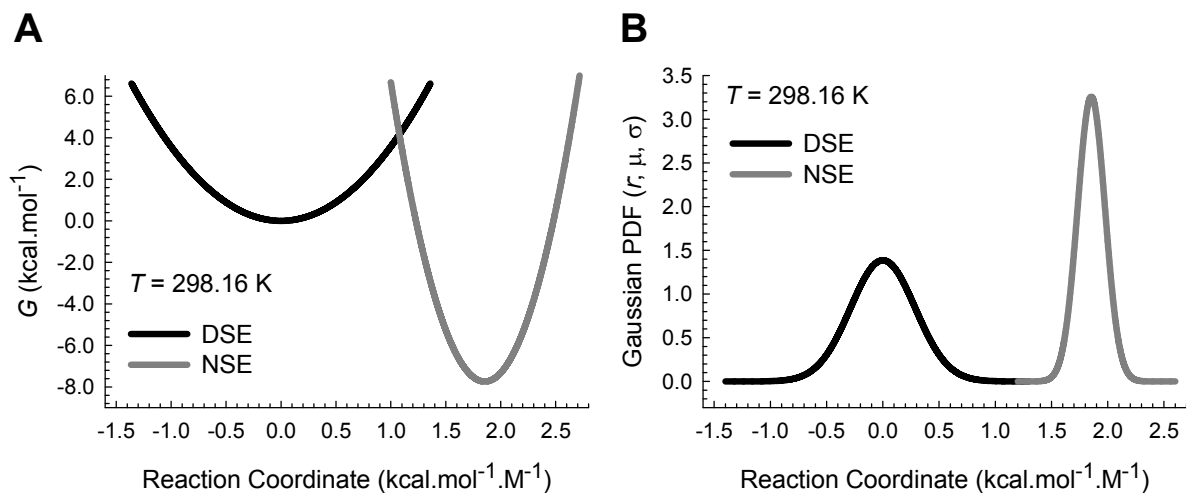 A
6.0
4.0
2.0
0.0
-2.0
-4.0
-6.0
-8.0
G (kcal.mol⁻¹)
T = 298.16 K
DSE
NSE
-1.5 -1.0 -0.5 0.0 0.5 1.0 1.5 2.0 2.5
Reaction Coordinate (kcal.mol⁻¹.M⁻¹)
B
3.5
3.0
2.5
2.0
1.5
1.0
0.5
0.0
Gaussian PDF (r; μ, σ)
T = 298.16 K
DSE
NSE
-1.5 -1.0 -0.5 0.0 0.5 1.0 1.5 2.0 2.5
Reaction Coordinate (kcal.mol⁻¹.M⁻¹)